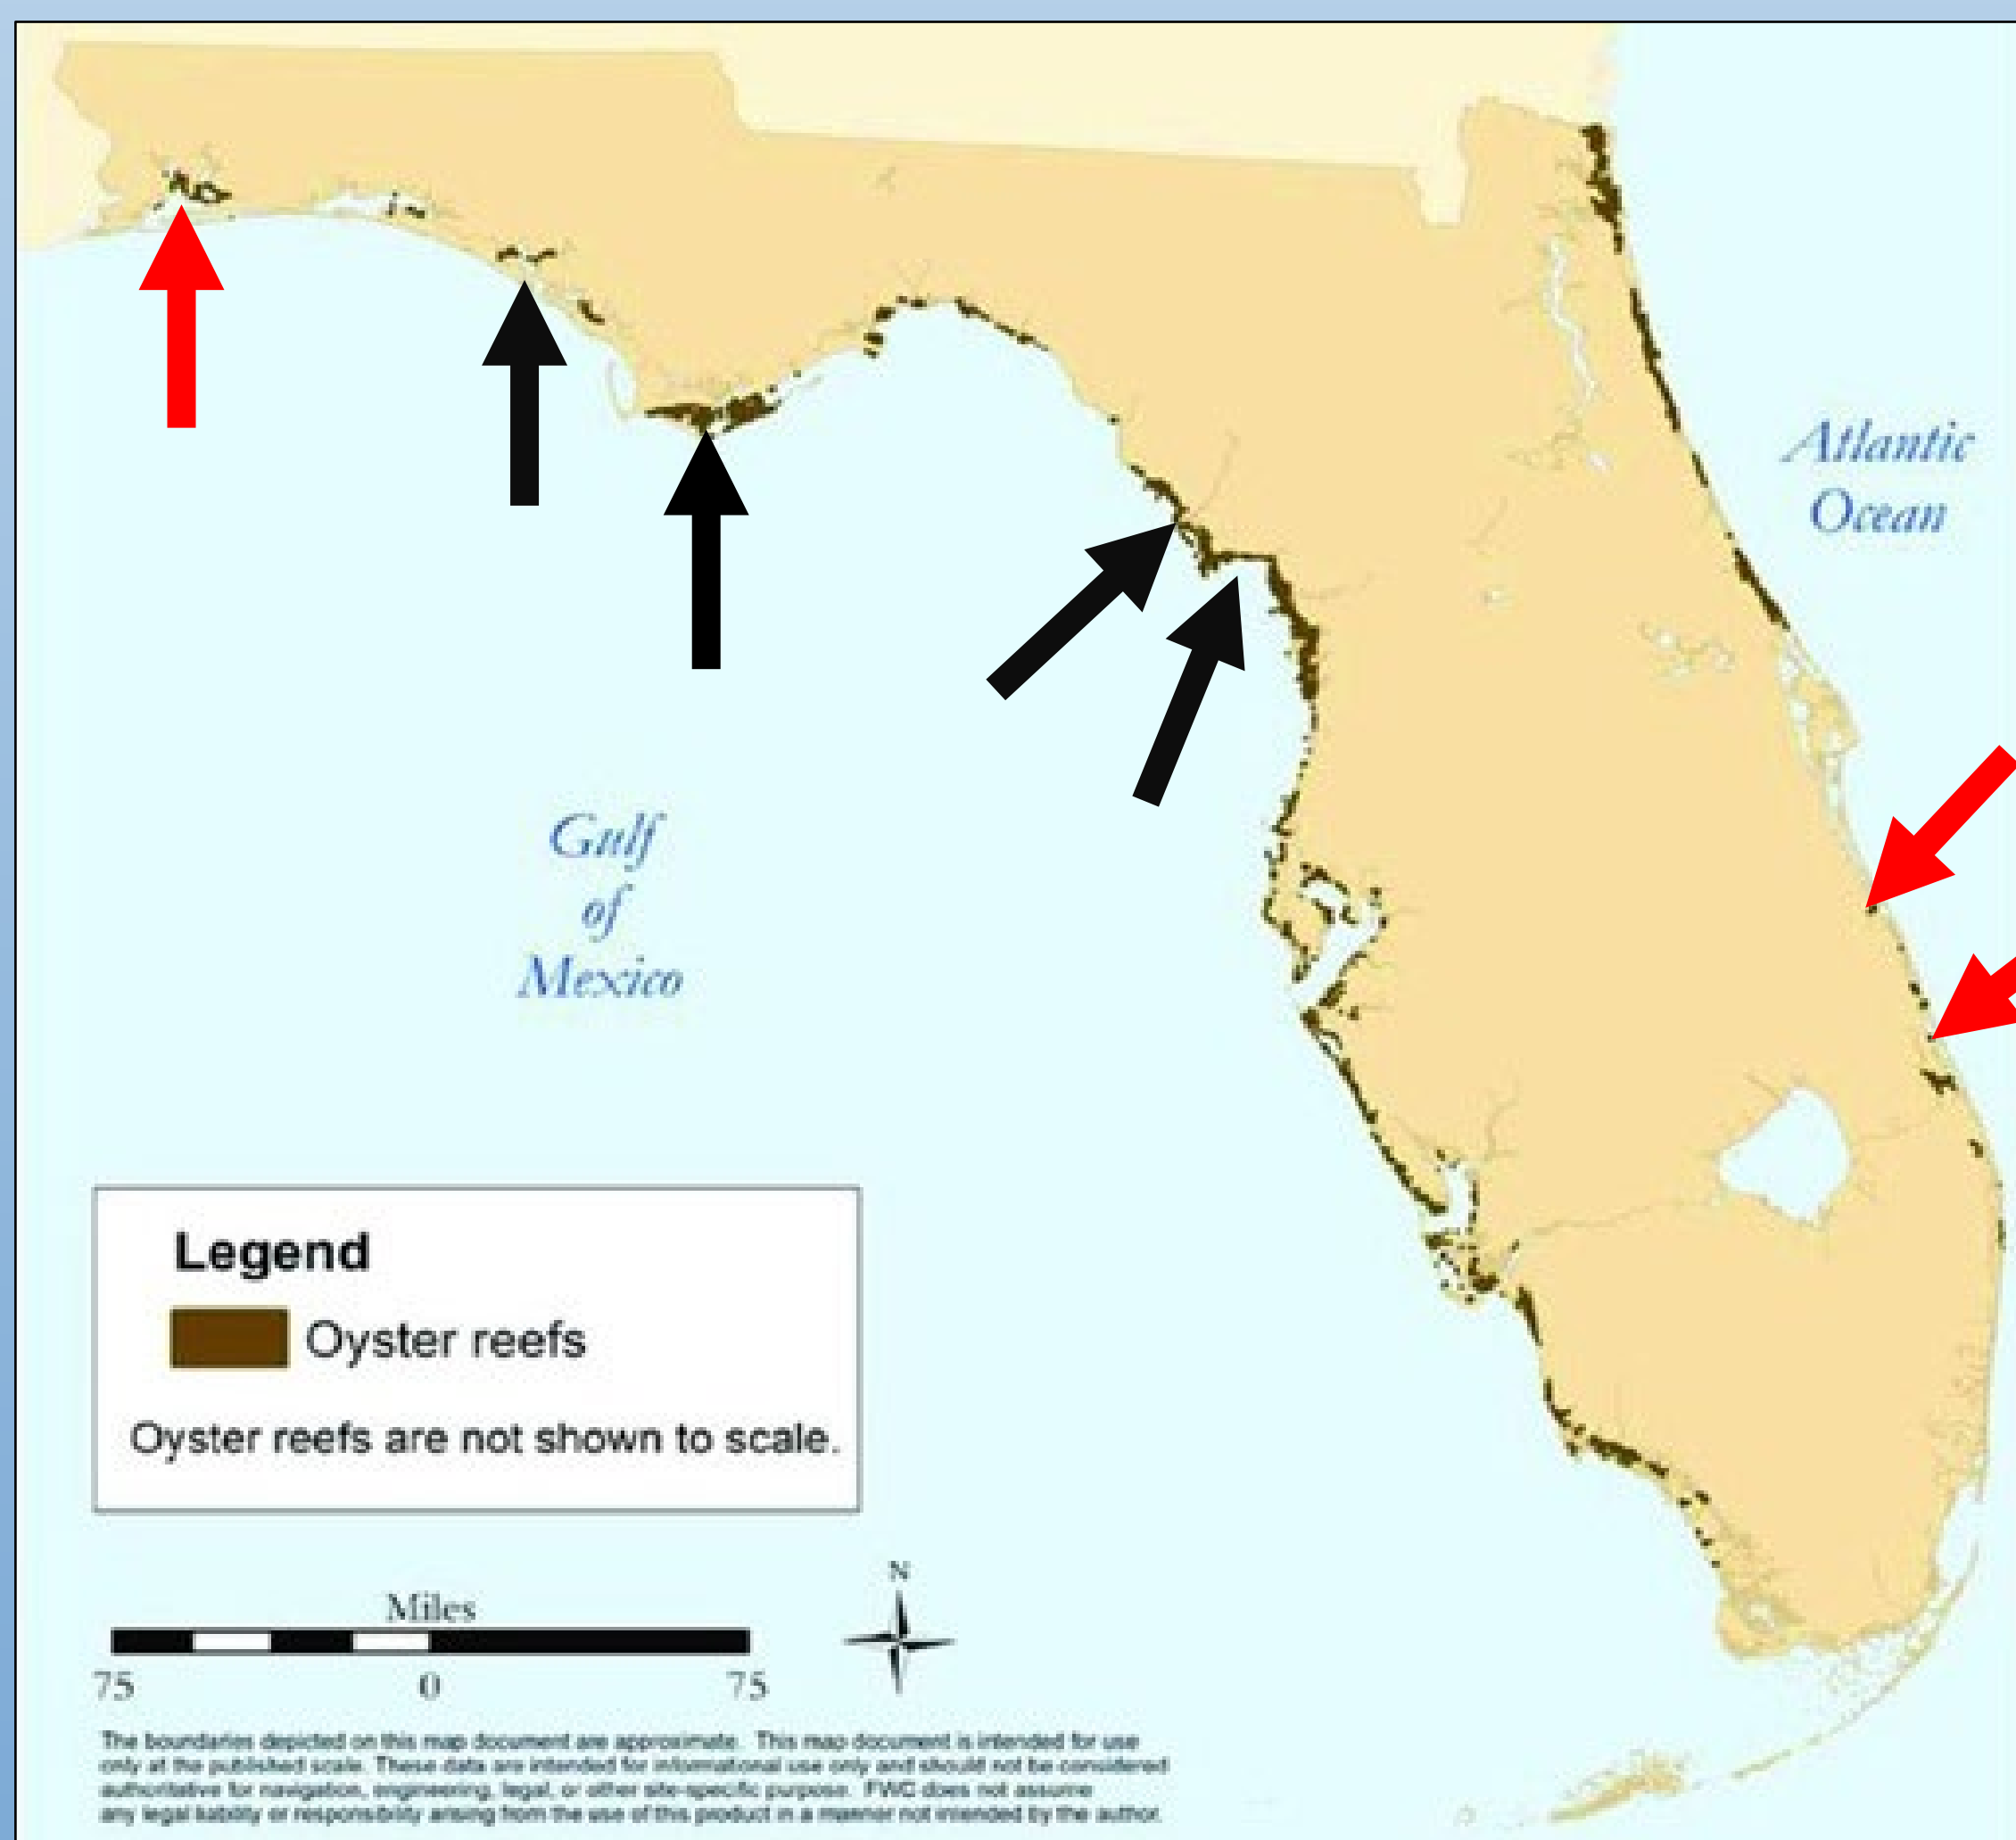 Atlantic
Ocean
Gulf
of
Mexico
Legend
Oyster reefs
Oyster reefs are not shown to scale.
Miles
75 0 75
N
The boundaries depicted on this map document are approximate. This map document is intended for use
only at the published scale. These data are intended for informational use only and should not be considered
authoritative for navigation, engineering, legal, or other site-specific purpose. FWC does not assume
any legal liability or responsibility arising from the use of this product in a manner not intended by the author.